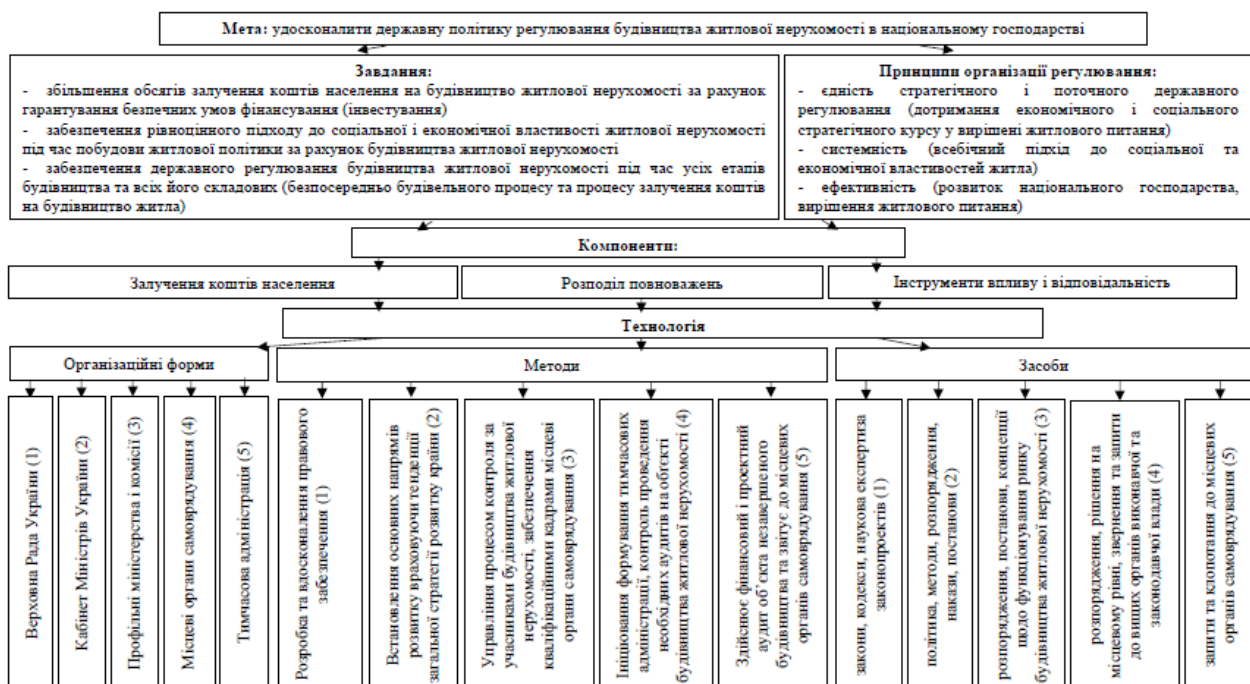 Мета: удосконалити державну політику регулювання будівництва житлової нерухомості в національному господарстві
Завдання:
- збільшення обсягів залучення коштів населення на будівництво житлової нерухомості за рахунок
гарантування безпечних умов фінансування (інвестування)
- забезпечення рівноцінного підходу до соціальної і економічної властивості житлової нерухомості
під час побудови житлової політики за рахунок будівництва житлової нерухомості
- забезпечення державного регулювання будівництва житлової нерухомості під час усіх етапів
будівництва та всіх його складових (безпосередньо будівельного процесу та процесу залучення коштів
на будівництво житла)
Принципи організації регулювання:
- єдність стратегічного і поточного державного
регулювання (дотримання економічного і соціального
стратегічного курсу у вирішені житлового питання)
- системність (всебічний підхід до соціальної та
економічної властивостей житла)
- ефективність (розвиток національного господарства,
вирішення житлового питання)
Компоненти:
Залучення коштів населення
Розподіл повноважень
Інструменти впливу і відповідальність
Технологія
Організаційні форми
Методи
Засоби
Верховна Рада України (1)
Кабінет Міністрів України (2)
Профільні міністерства і комісії (3)
Місцеві органи самоврядування (4)
Тимчасова адміністрація (5)
Розробка та вдосконалення правового
забезпечення (1)
Встановлення основних напрямів
розвитку враховуючи тенденції
загальної стратегії розвитку країни (2)
Управління процесом контроля за
учасниками будівництва житлової
нерухомості, забезпечення
кваліфікаційними кадрами місцеві
органи самоврядування (3)
Ініціювання формування тимчасових
адміністрації, контроль проведення
необхідних аудитів на об'єкті
будівництва житлової нерухомості (4)
Здійснює фінансовий і проектний
аудит об'єкта незавершеного
будівництва та звітує до місцевих
органів самоврядування (5)
закони, кодекси, наукова експертиза
законопроектів (1)
політика, методи, розпорядження,
накази, постанови (2)
розпорядження, постанови, концепції
щодо функціонування ринку
будівництва житлової нерухомості (3)
розпорядження, рішення на
місцевому рівні, звернення та запити
до вищих органів виконавчої та
законодавчої влади (4)
запити та клопотання до місцевих
органів самоврядування (5)